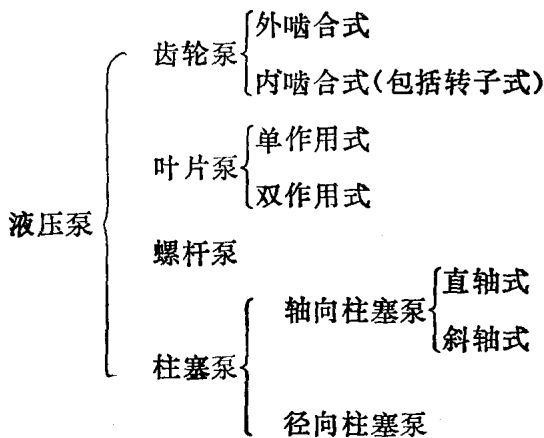 外啮合式
齿轮泵
内啮合式(包括转子式)
单作用式
叶片泵
双作用式
液压泵
螺杆泵
直轴式
轴向柱塞泵
斜轴式
柱塞泵
径向柱塞泵